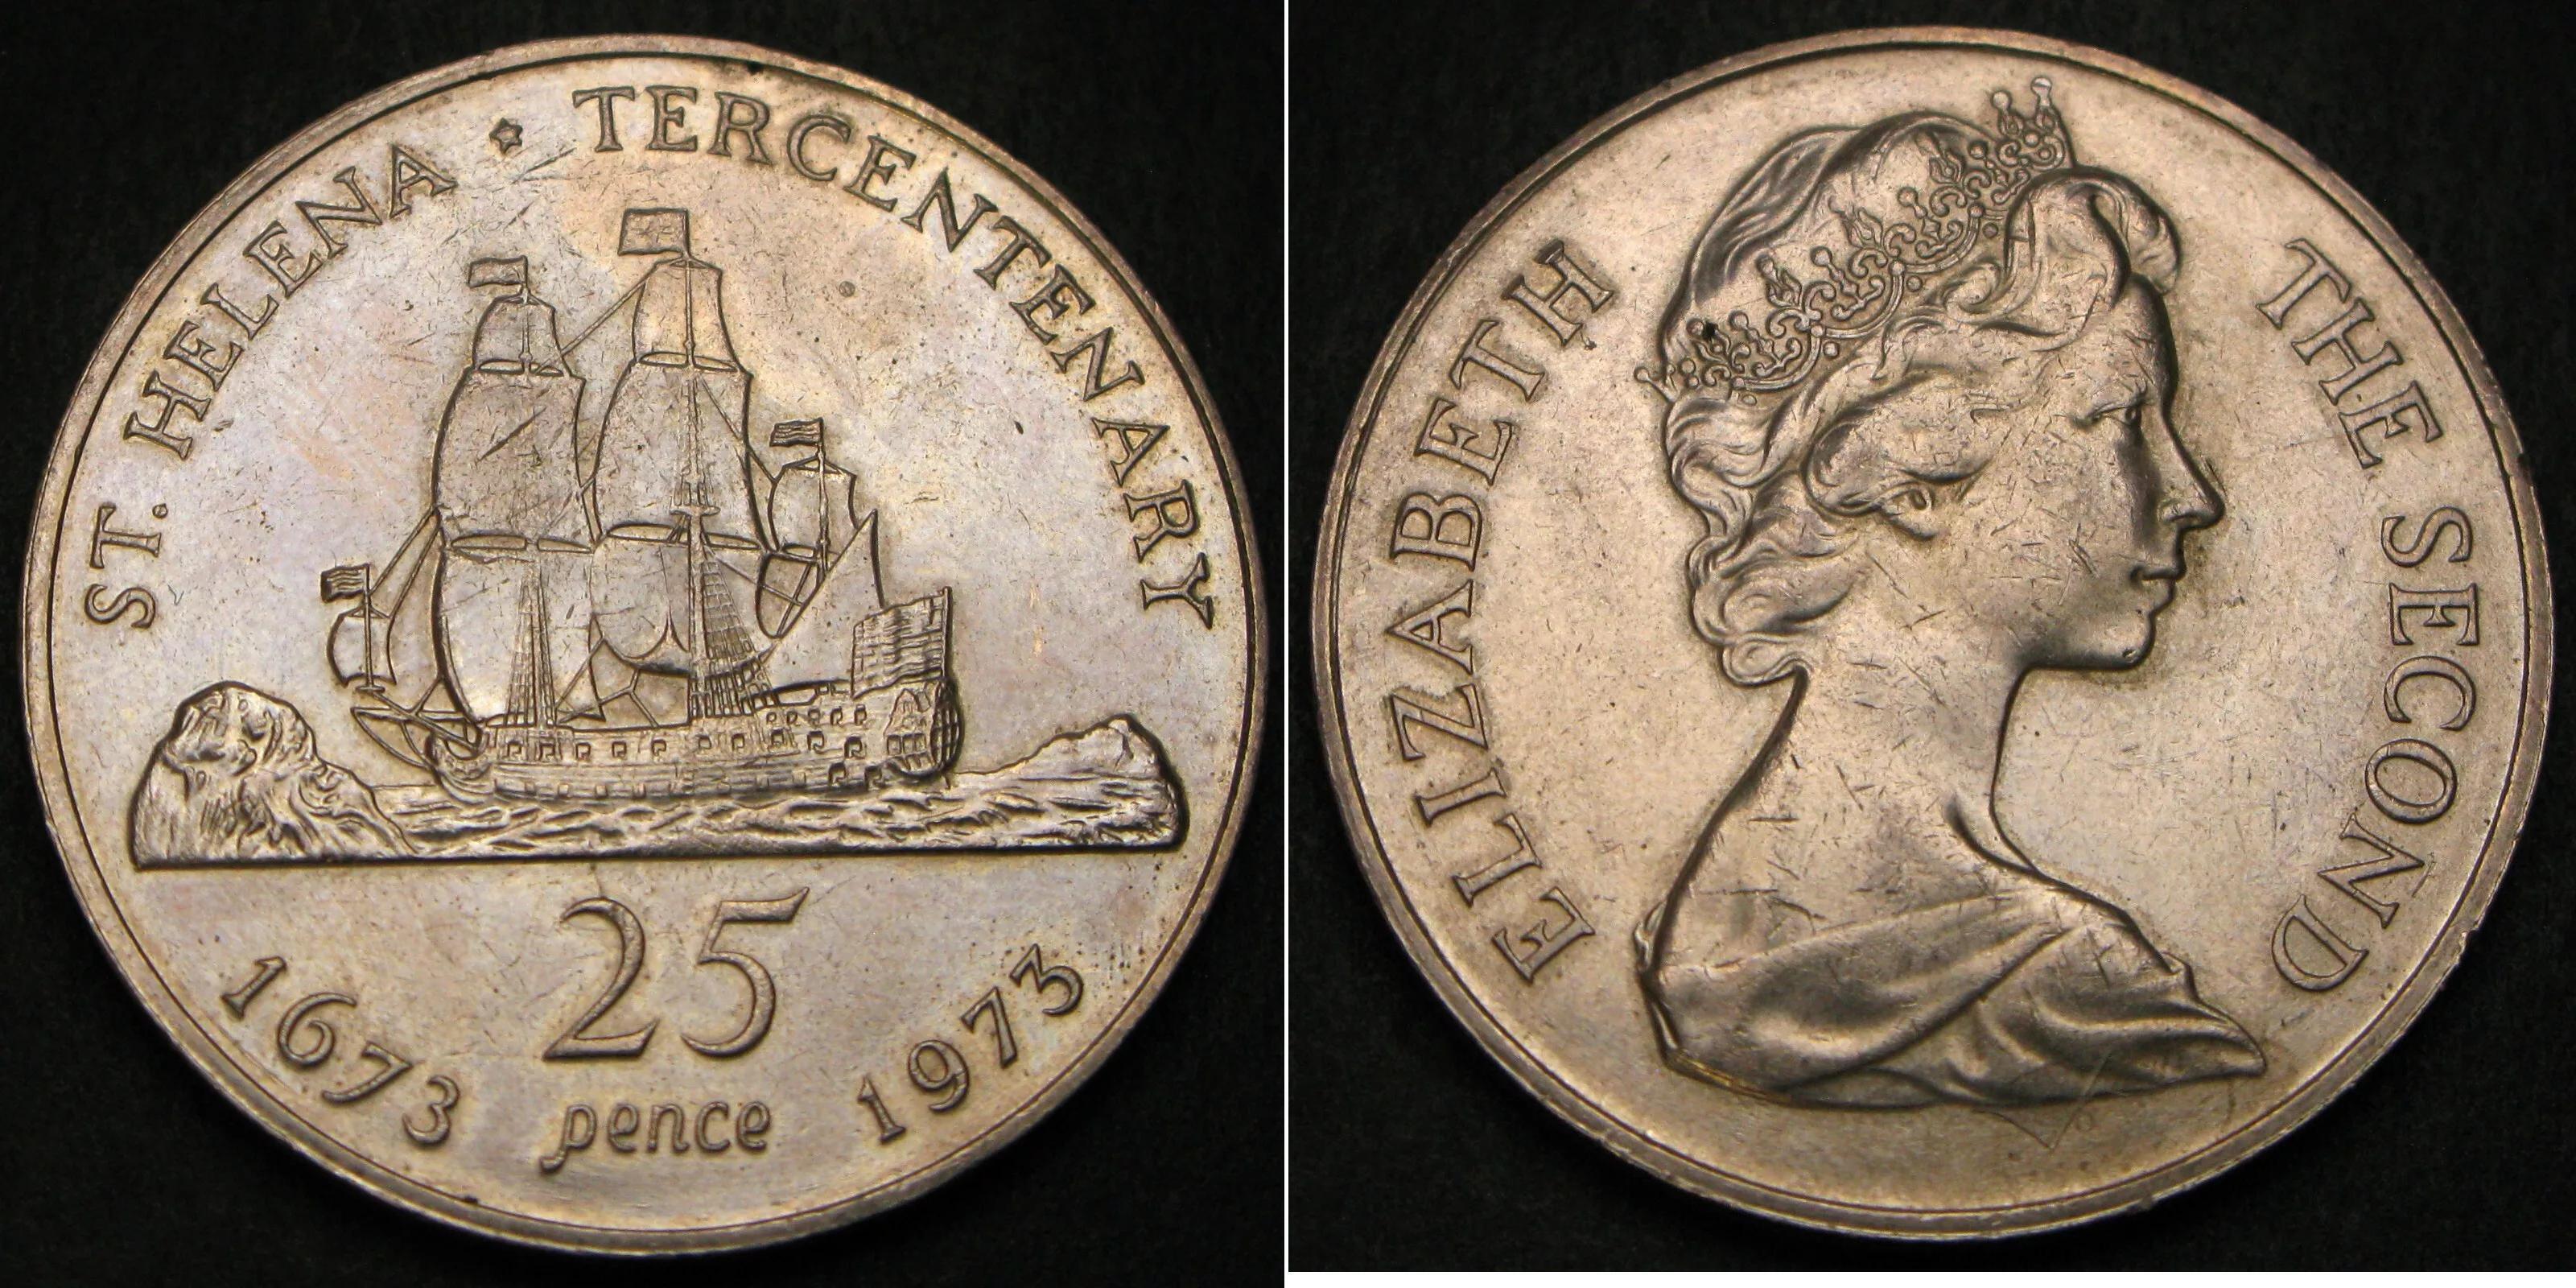 ST. HELENA ★ TERCENTENARY
25
pence
1673 1973
ELIZABETH THE SECOND